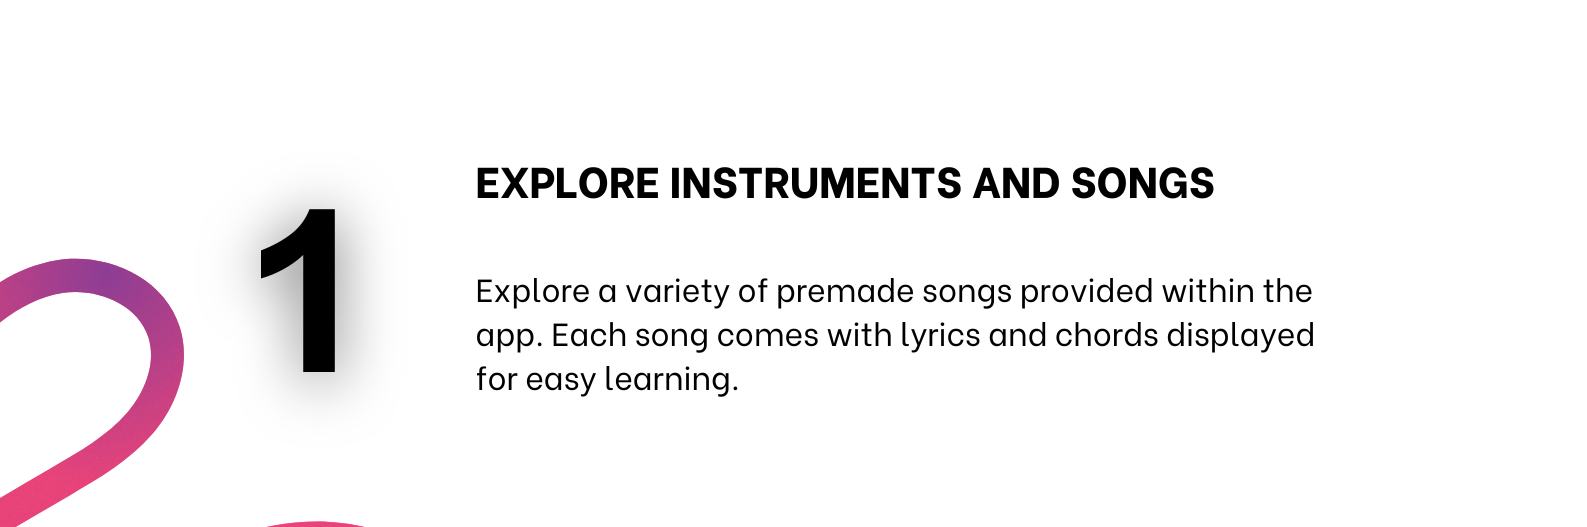 1
EXPLORE INSTRUMENTS AND SONGS
Explore a variety of premade songs provided within the
app. Each song comes with lyrics and chords displayed
for easy learning.